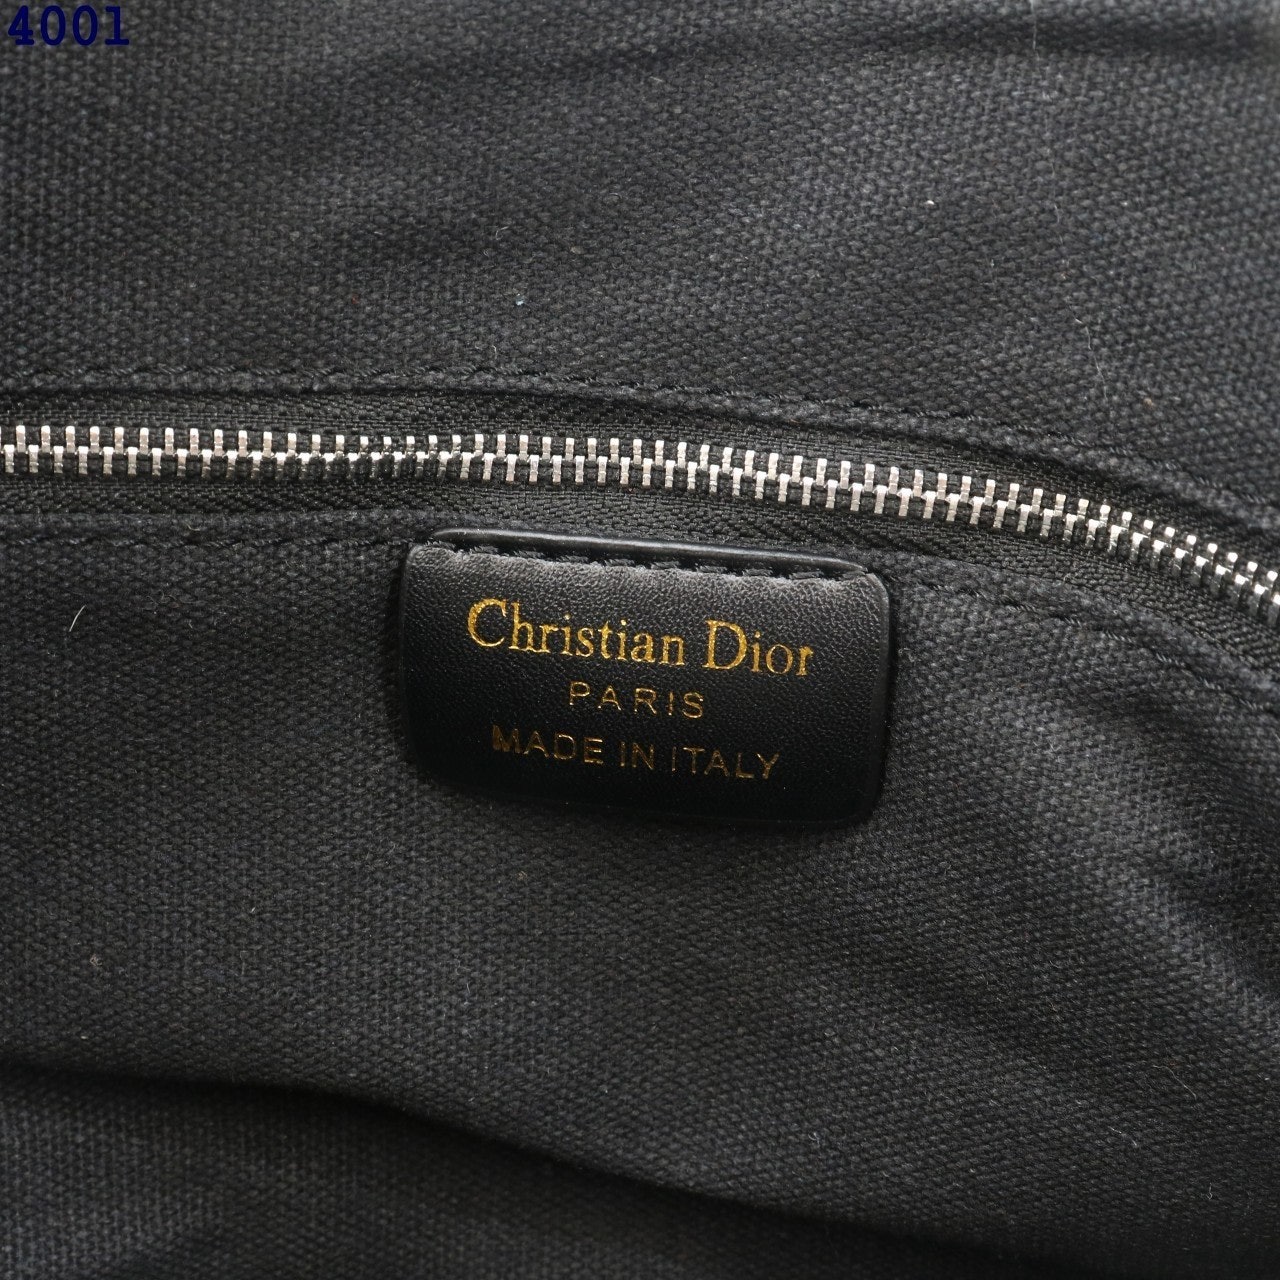 4001
Christian Dior
PARIS
MADE IN ITALY